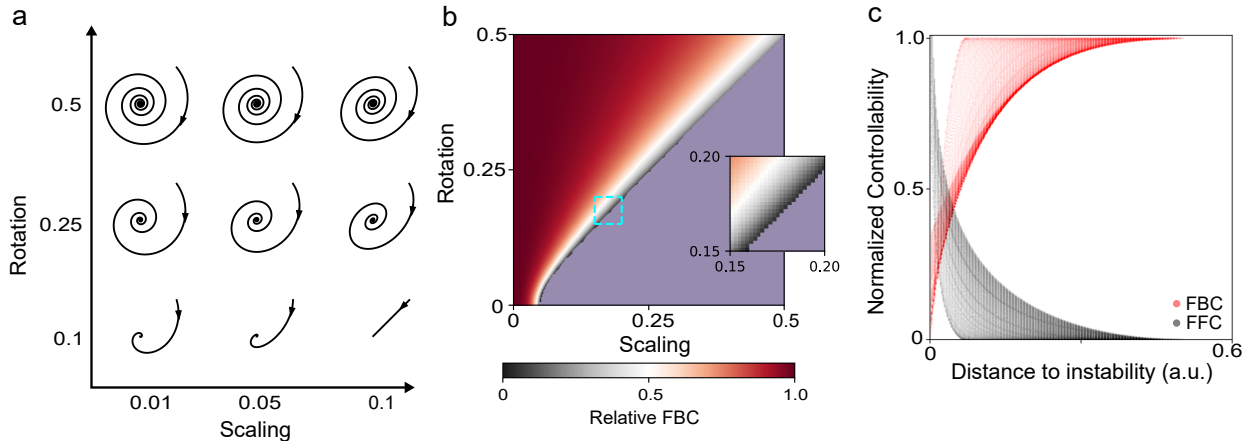 a
Rotation
0.5
0.25
0.1
0.01
0.05
0.1
Scaling
b
Rotation
0.5
0.25
0
0
0.25
0.5
Scaling
0.20
0.15
0.15
0.20
0
0.5
1.0
Relative FBC
c
Normalized Controllability
1.0
0.5
0
FBC
FFC
0
0.6
Distance to instability (a.u.)